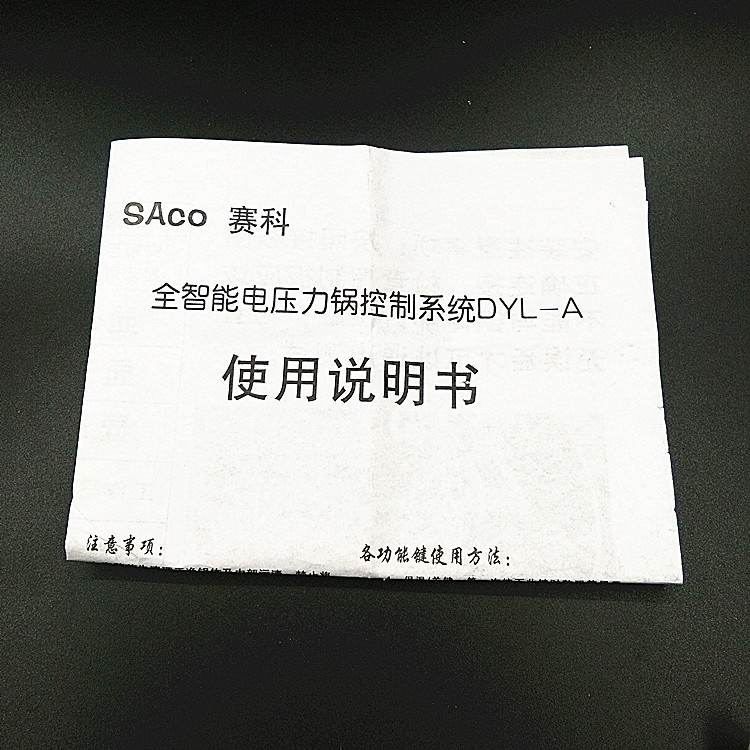 SAco 赛科
全智能电压力锅控制系统DYL-A
使用说明书
注意事项：
各功能键使用方法：